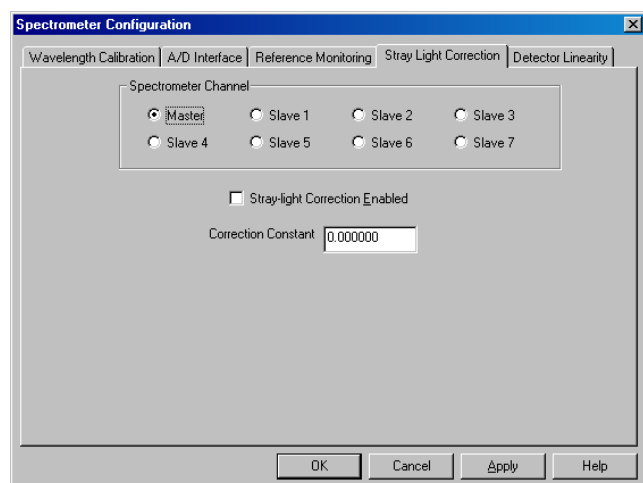 Spectrometer Configuration
Wavelength Calibration A/D Interface Reference Monitoring Stray Light Correction Detector Linearity
Spectrometer Channel
Master Slave 1 Slave 2 Slave 3
Slave 4 Slave 5 Slave 6 Slave 7
Stray-light Correction Enabled
Correction Constant 0.000000
OK Cancel Apply Help